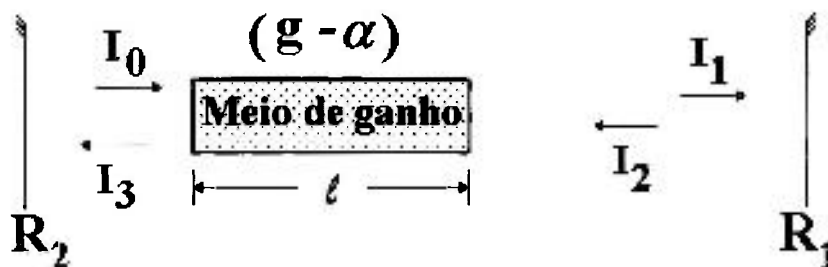 (g - α)
I₀
I₁
Meio de ganho
I₃
ℓ
I₂
R₂
R₁